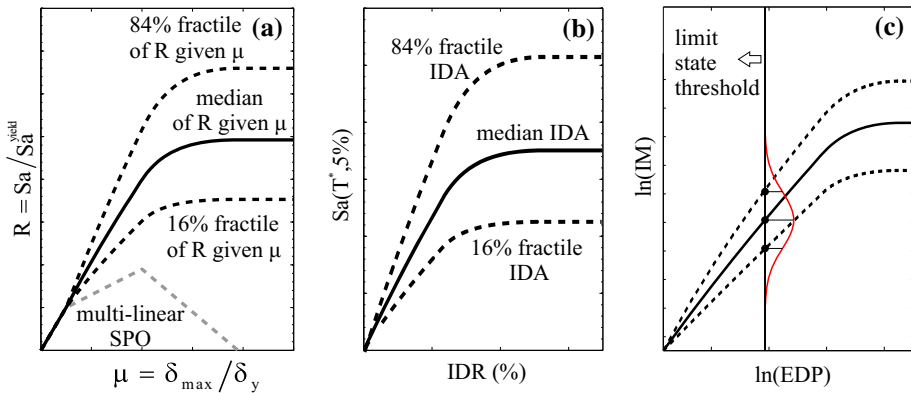 (a)
84% fractile
of R given μ
median
of R given μ
16% fractile
of R given μ
multi-linear
SPO
R = Sa/Sa^yield
μ = δ_max/δ_y
(b)
84% fractile
IDA
median IDA
16% fractile
IDA
Sa(T*,5%)
IDR (%)
(c)
limit
state
threshold
ln(IM)
ln(EDP)